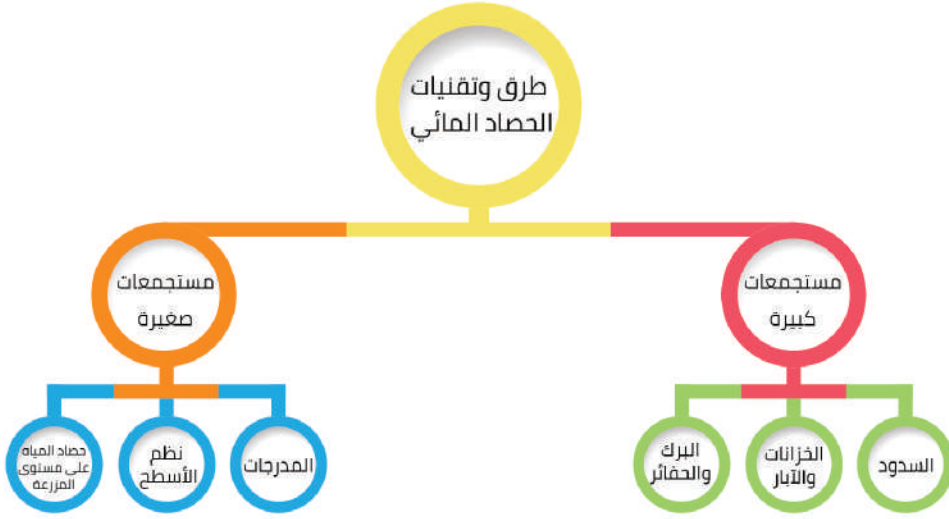 طرق وتقنيات
الحصاد المائي
مستجمعات
كبيرة
مستجمعات
صغيرة
السدود
الخزانات
والآبار
البرك
والحفائر
المدرجات
نظم
الأسطح
حصاد المياه
على مستوى
المزرعة